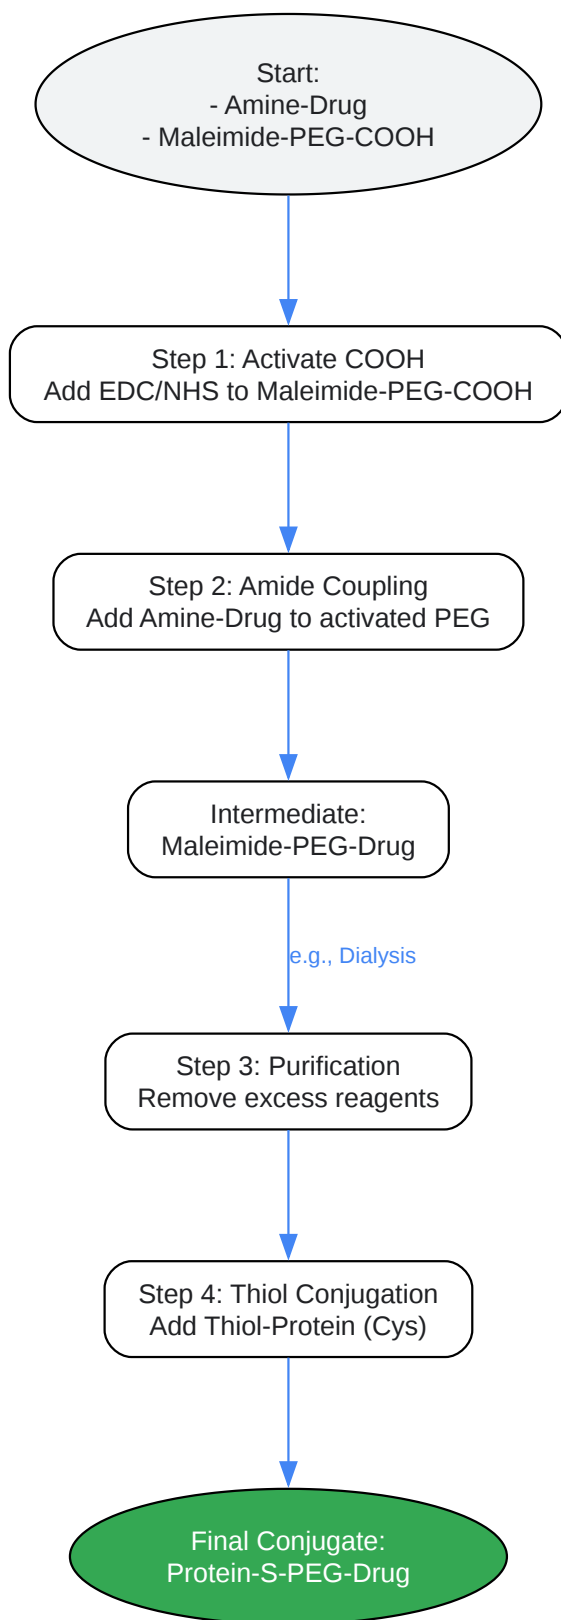 Start:
- Amine-Drug
- Maleimide-PEG-COOH
Step 1: Activate COOH
Add EDC/NHS to Maleimide-PEG-COOH
Step 2: Amide Coupling
Add Amine-Drug to activated PEG
Intermediate:
Maleimide-PEG-Drug
e.g., Dialysis
Step 3: Purification
Remove excess reagents
Step 4: Thiol Conjugation
Add Thiol-Protein (Cys)
Final Conjugate:
Protein-S-PEG-Drug